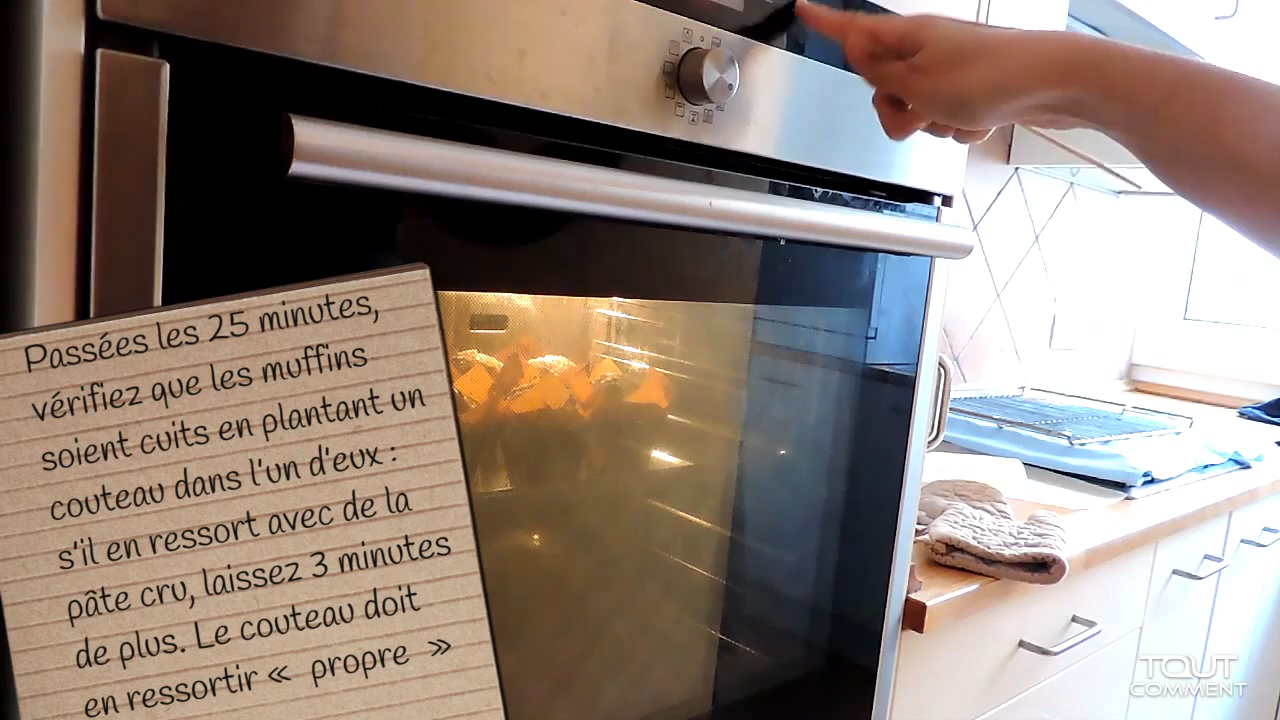 Passées les 25 minutes,
vérifiez que les muffins
soient cuits en plantant un
couteau dans l'un d'eux :
s'il en ressort avec de la
pâte cru, laissez 3 minutes
de plus. Le couteau doit
en ressortir « propre »
TOUT
COMMENT